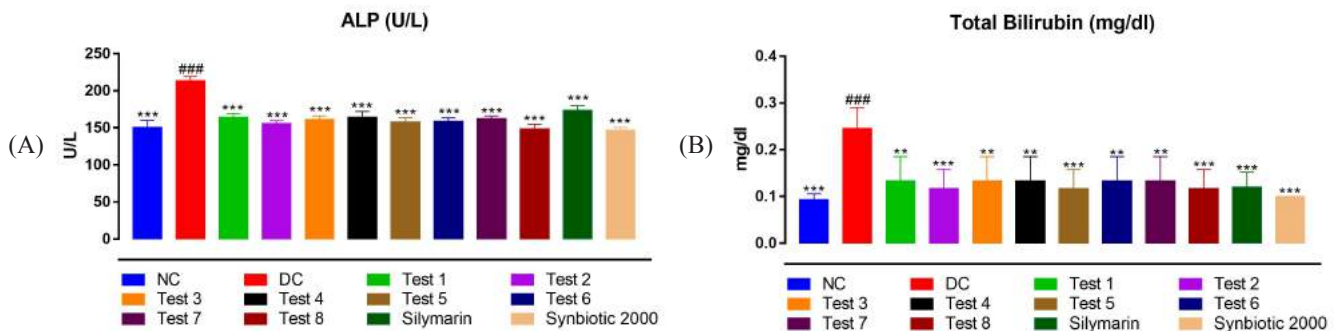 ALP (U/L)
(A)
U/L
250
200
150
100
50
0
***
###
***
***
***
***
***
***
***
***
***
***
NC
DC
Test 1
Test 2
Test 3
Test 4
Test 5
Test 6
Test 7
Test 8
Silymarin
Synbiotic 2000
Total Bilirubin (mg/dl)
(B)
mg/dl
0.4
0.3
0.2
0.1
0.0
***
###
**
***
**
**
***
**
**
***
***
***
NC
DC
Test 1
Test 2
Test 3
Test 4
Test 5
Test 6
Test 7
Test 8
Silymarin
Synbiotic 2000